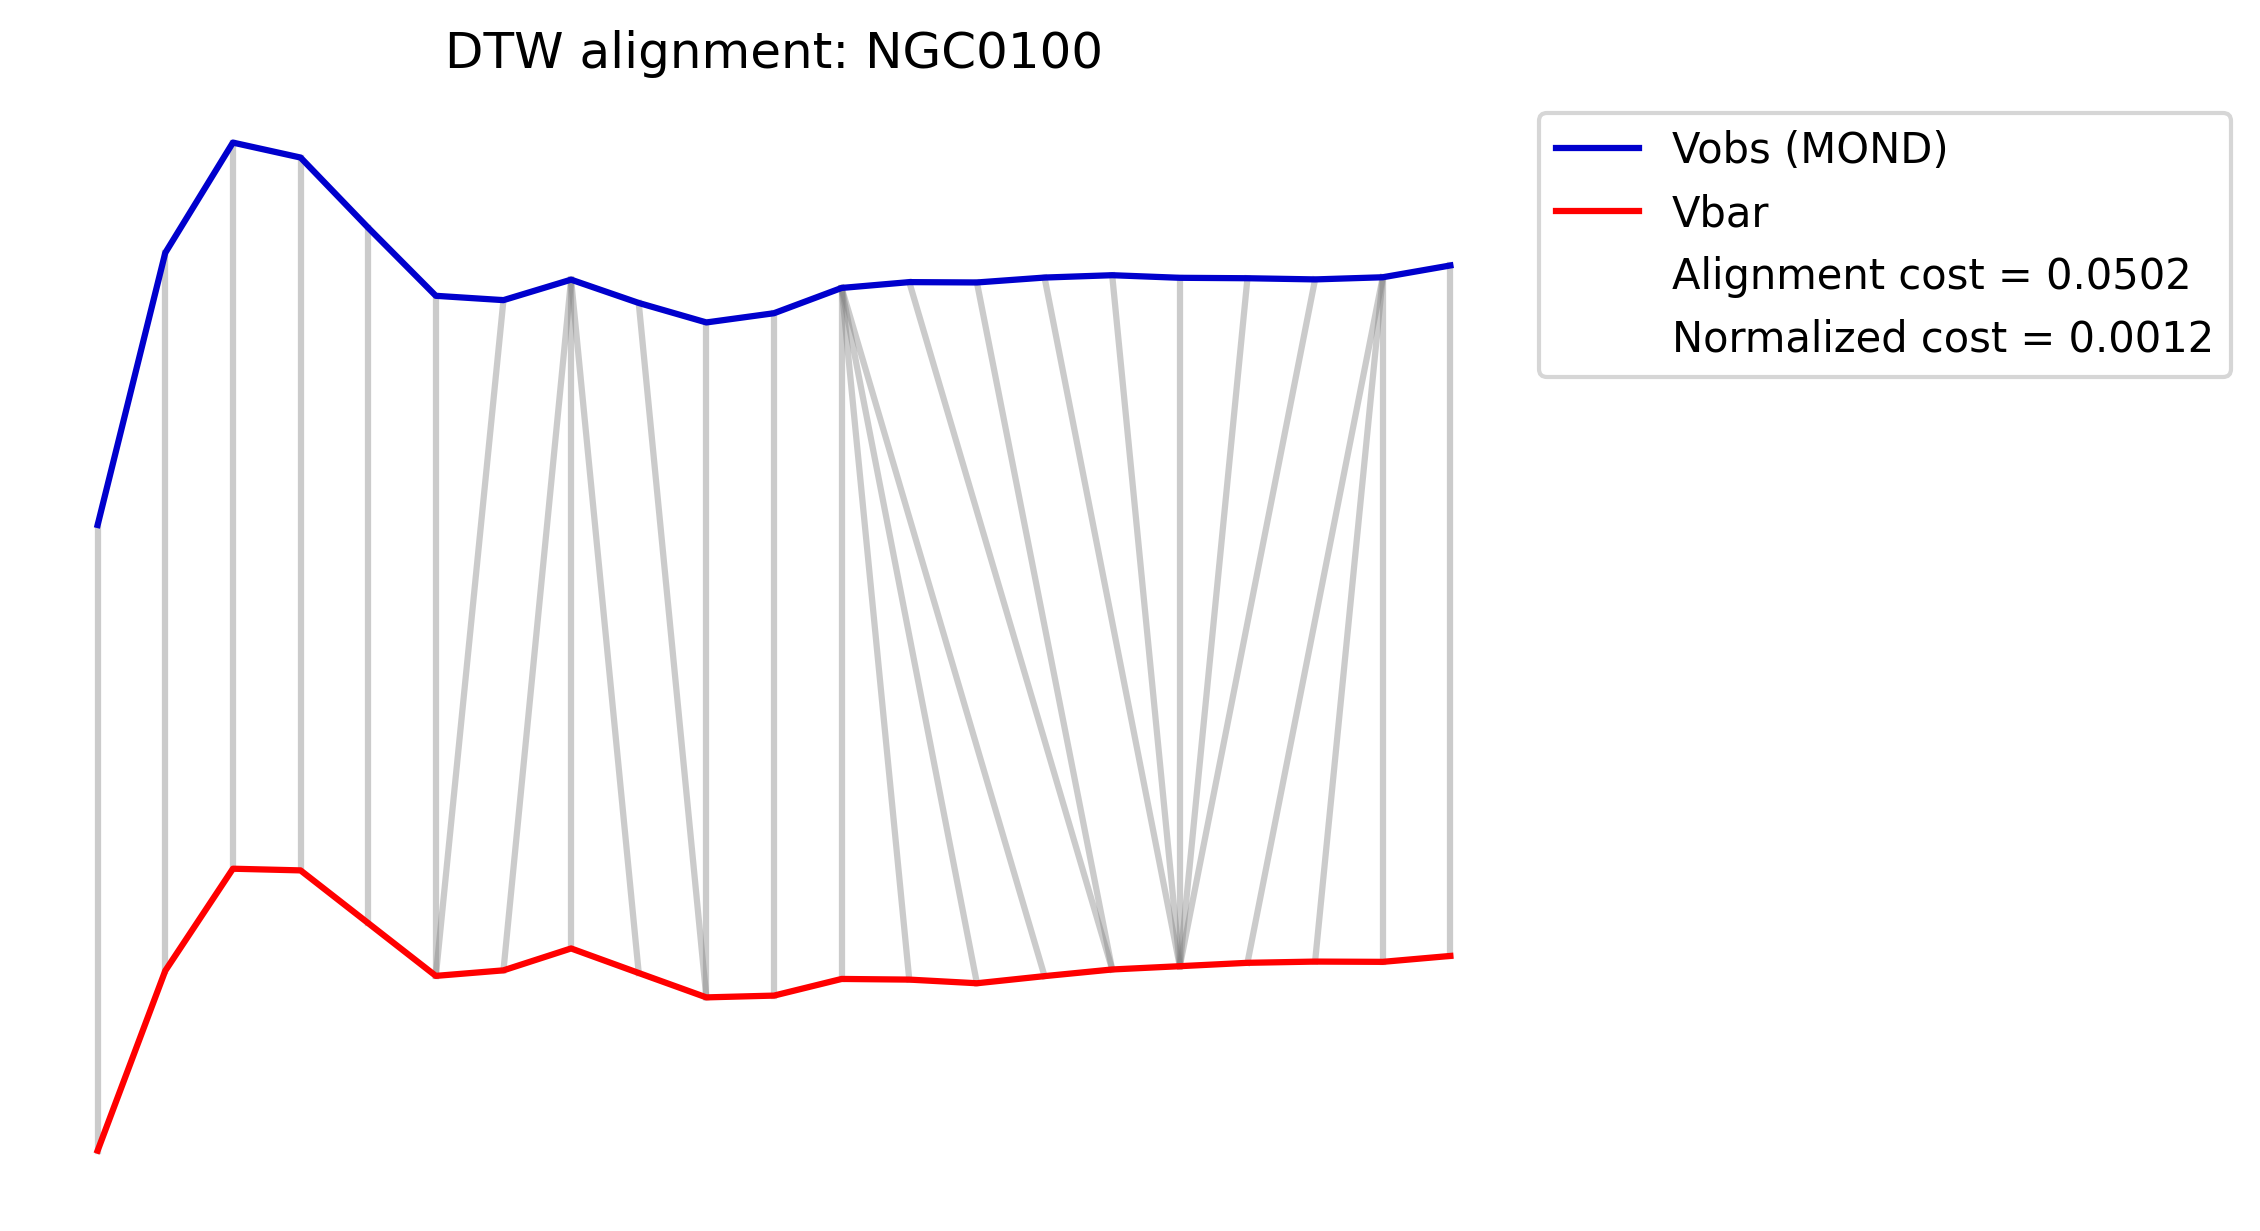 DTW alignment: NGC0100
Vobs (MOND)
Vbar
Alignment cost = 0.0502
Normalized cost = 0.0012